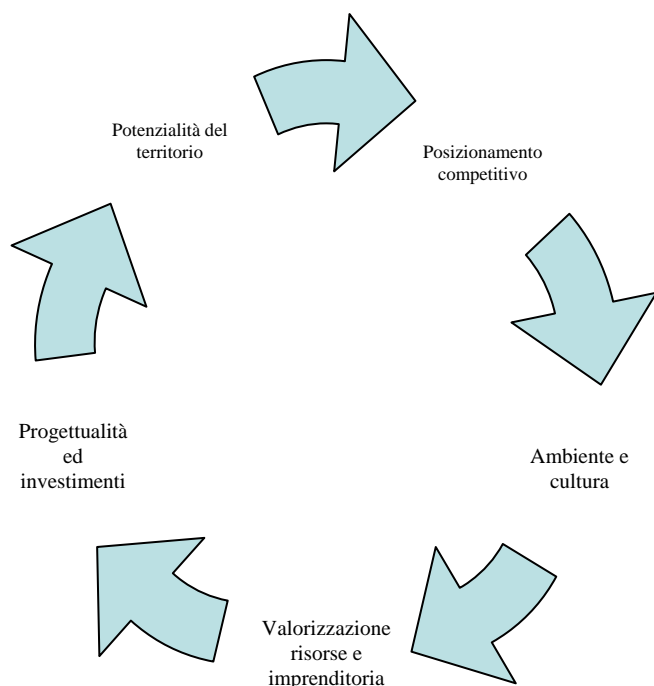 Potenzialità del
territorio
Posizionamento
competitivo
Ambiente e
cultura
Valorizzazione
risorse e
imprenditoria
Progettualità
ed
investimenti